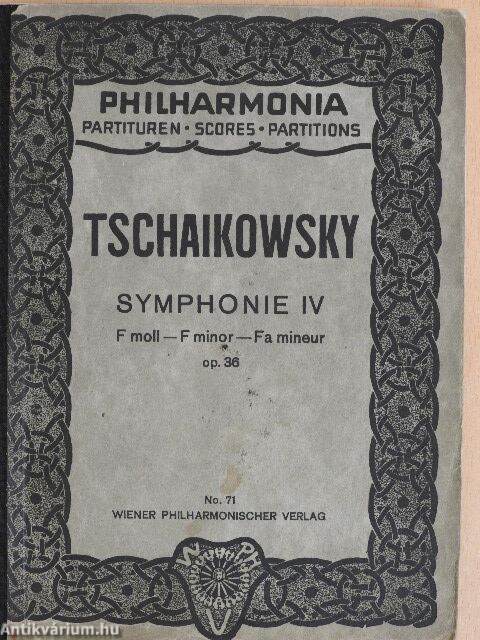 PHILHARMONIA
PARTITUREN • SCORES • PARTITIONS
TSCHAIKOWSKY
SYMPHONIE IV
F moll — F minor — Fa mineur
op. 36
No. 71
WIENER PHILHARMONISCHER VERLAG
W PH V
Antikvárium.hu